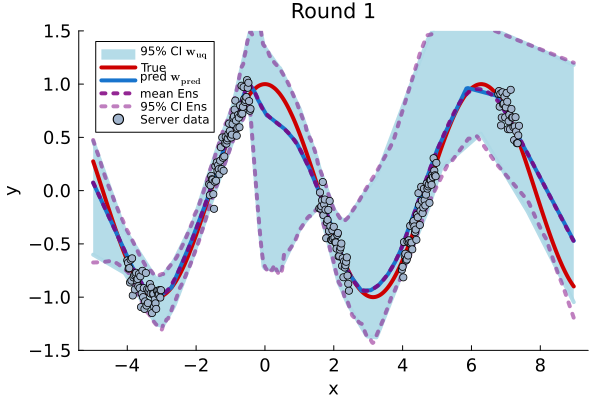 Round 1
95% CI w_uq
True
pred w_pred
mean Ens
95% CI Ens
Server data
y
1.5
1.0
0.5
0.0
−0.5
−1.0
−1.5
−4 −2 0 2 4 6 8
x